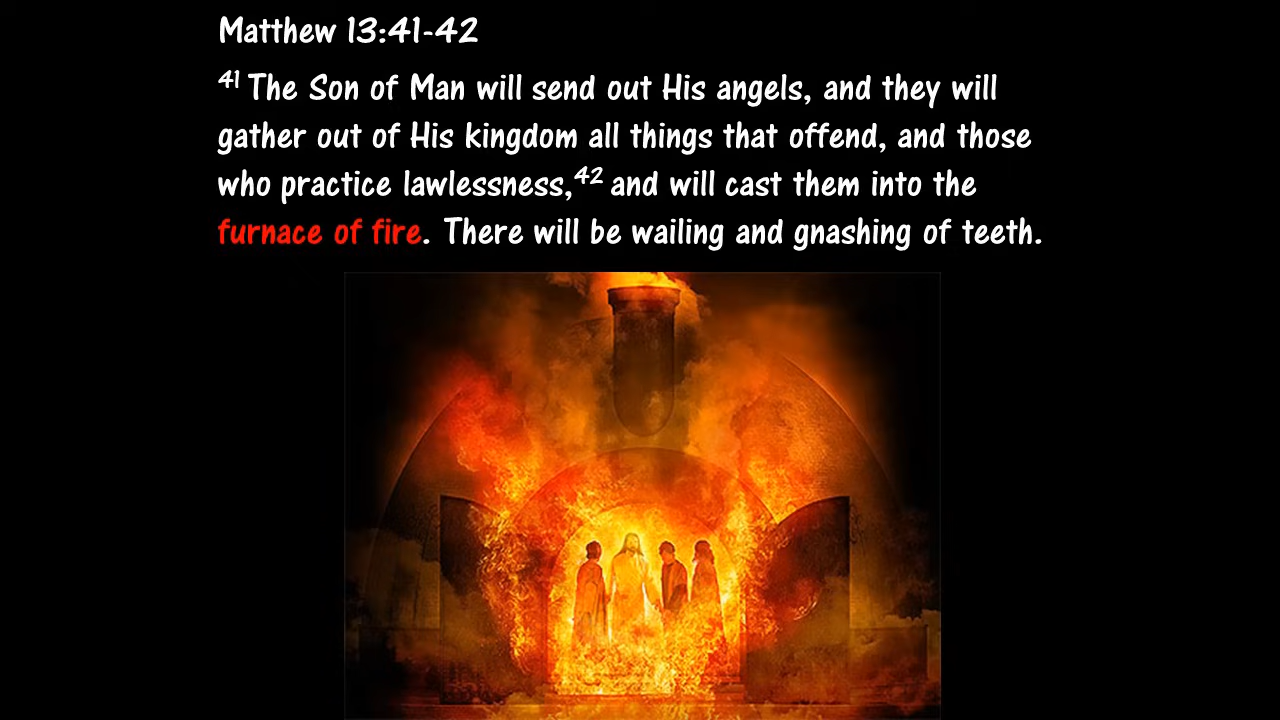 Matthew 13:41-42
41 The Son of Man will send out His angels, and they will
gather out of His kingdom all things that offend, and those
who practice lawlessness,42 and will cast them into the
furnace of fire. There will be wailing and gnashing of teeth.